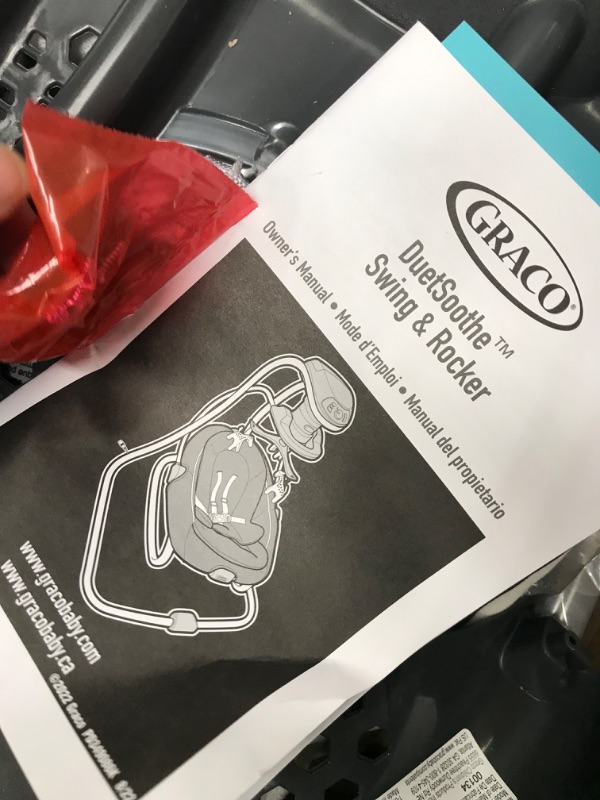 GRACO®
DuetSoothe™
Swing & Rocker
Owner's Manual • Mode d'Emploi • Manual del propietario
www.gracobaby.com
www.gracobaby.ca
©2022 Graco
00134